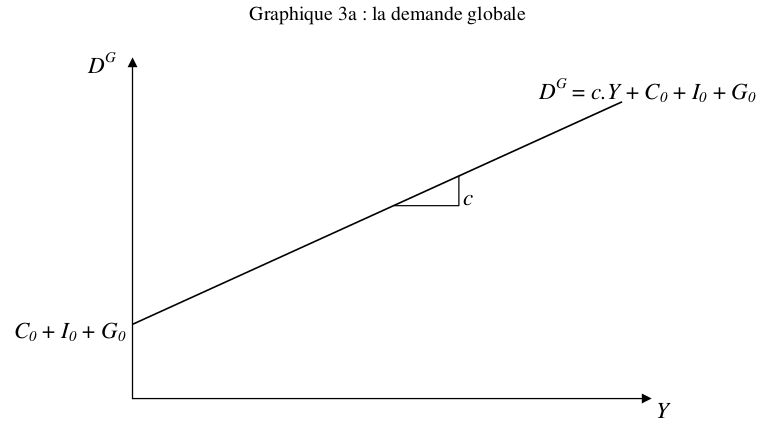 Graphique 3a : la demande globale
D^G
D^G = c.Y + C_0 + I_0 + G_0
c
C_0 + I_0 + G_0
Y